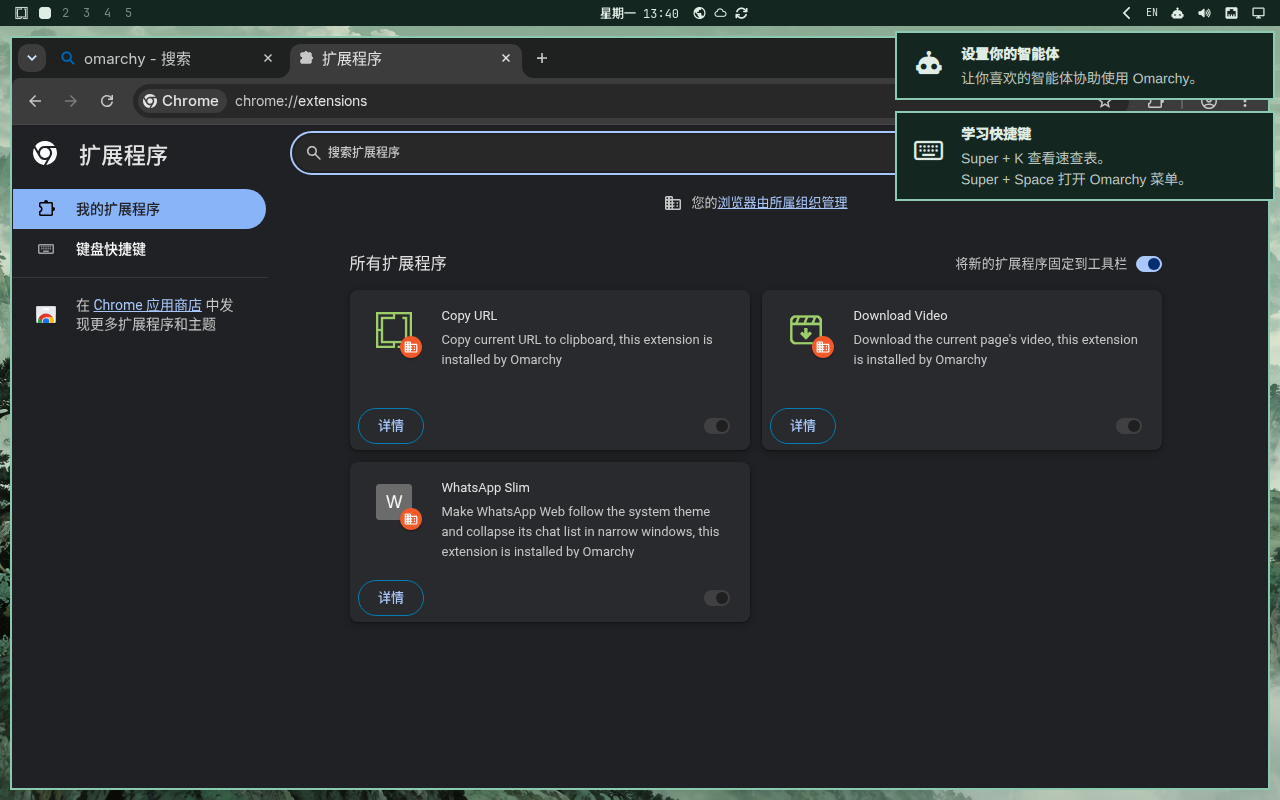 2 3 4 5
星期一 13:40
EN
omarchy - 搜索
扩展程序
设置你的智能体
让你喜欢的智能体协助使用 Omarchy。
Chrome
chrome://extensions
学习快捷键
Super + K 查看速查表。
Super + Space 打开 Omarchy 菜单。
扩展程序
搜索扩展程序
我的扩展程序
键盘快捷键
在 Chrome 应用商店 中发
现更多扩展程序和主题
您的浏览器由所属组织管理
所有扩展程序
将新的扩展程序固定到工具栏
Copy URL
Copy current URL to clipboard, this extension is
installed by Omarchy
详情
Download Video
Download the current page's video, this extension
is installed by Omarchy
详情
W
WhatsApp Slim
Make WhatsApp Web follow the system theme
and collapse its chat list in narrow windows, this
extension is installed by Omarchy
详情